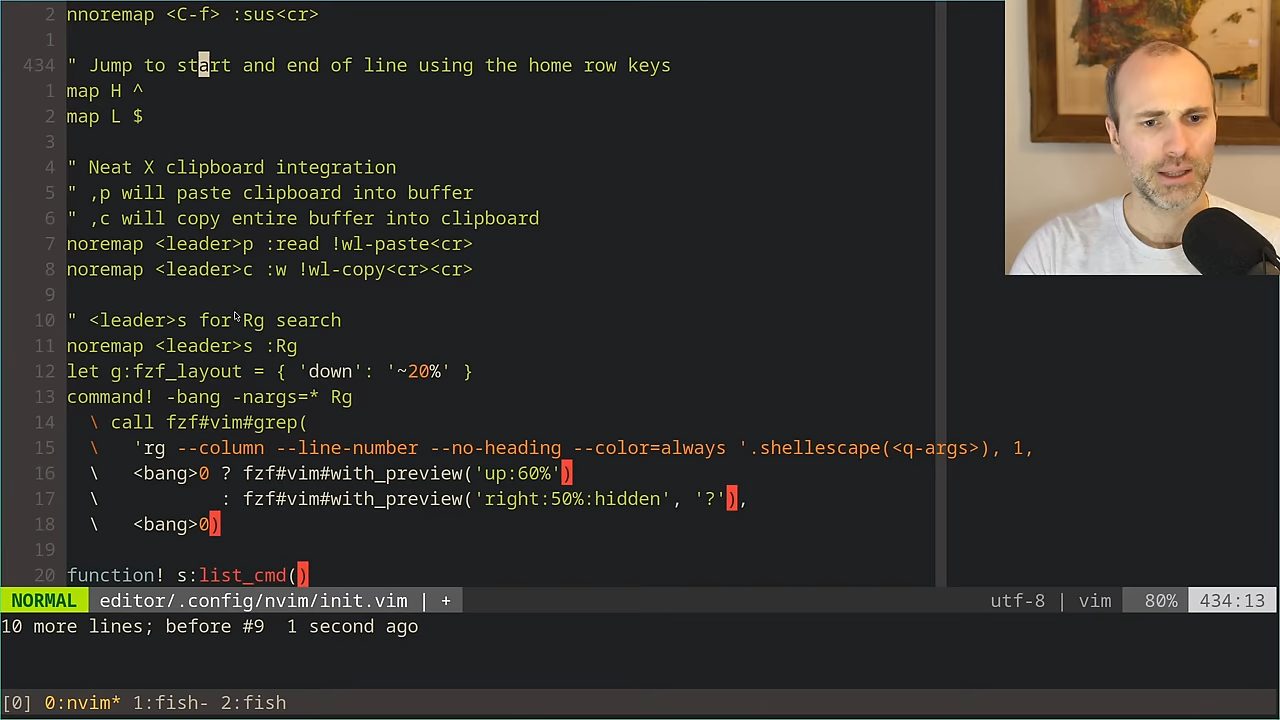 2 nnoremap <C-f> :sus<cr>
1
434 " Jump to start and end of line using the home row keys
1 map H ^
2 map L $
3
4 " Neat X clipboard integration
5 " ,p will paste clipboard into buffer
6 " ,c will copy entire buffer into clipboard
7 noremap <leader>p :read !wl-paste<cr>
8 noremap <leader>c :w !wl-copy<cr><cr>
9
10 " <leader>s for Rg search
11 noremap <leader>s :Rg
12 let g:fzf_layout = { 'down': '~20%' }
13 command! -bang -nargs=* Rg
14 \ call fzf#vim#grep(
15 \ 'rg --column --line-number --no-heading --color=always '.shellescape(<q-args>), 1,
16 \ <bang>0 ? fzf#vim#with_preview('up:60%')
17 \ : fzf#vim#with_preview('right:50%:hidden', '?'),
18 \ <bang>0)
19
20 function! s:list_cmd()
NORMAL editor/.config/nvim/init.vim | + utf-8 | vim 80% 434:13
10 more lines; before #9 1 second ago
[0] 0:nvim* 1:fish- 2:fish